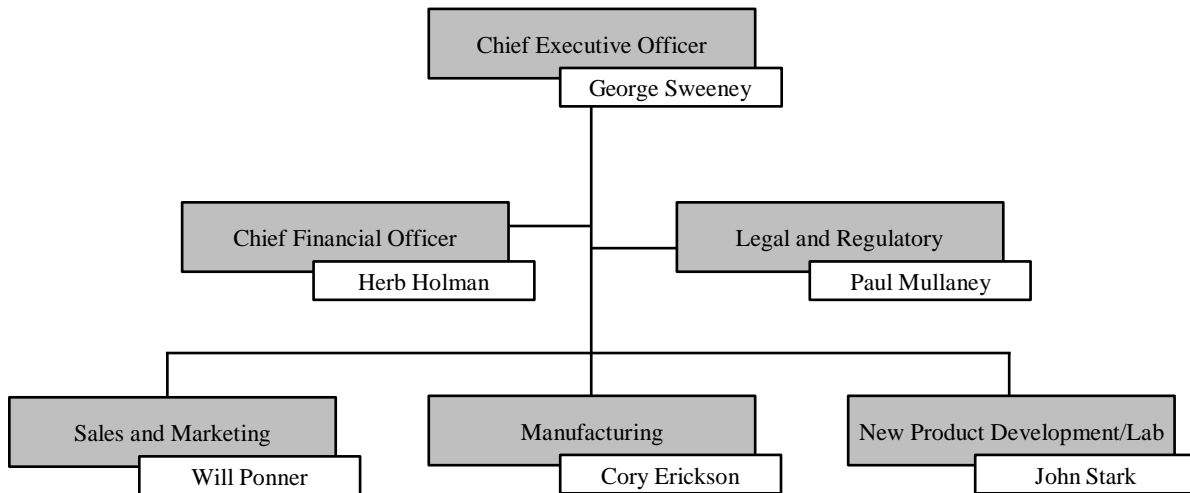 Chief Executive Officer
George Sweeney
Chief Financial Officer
Herb Holman
Legal and Regulatory
Paul Mullaney
Sales and Marketing
Will Ponner
Manufacturing
Cory Erickson
New Product Development/Lab
John Stark